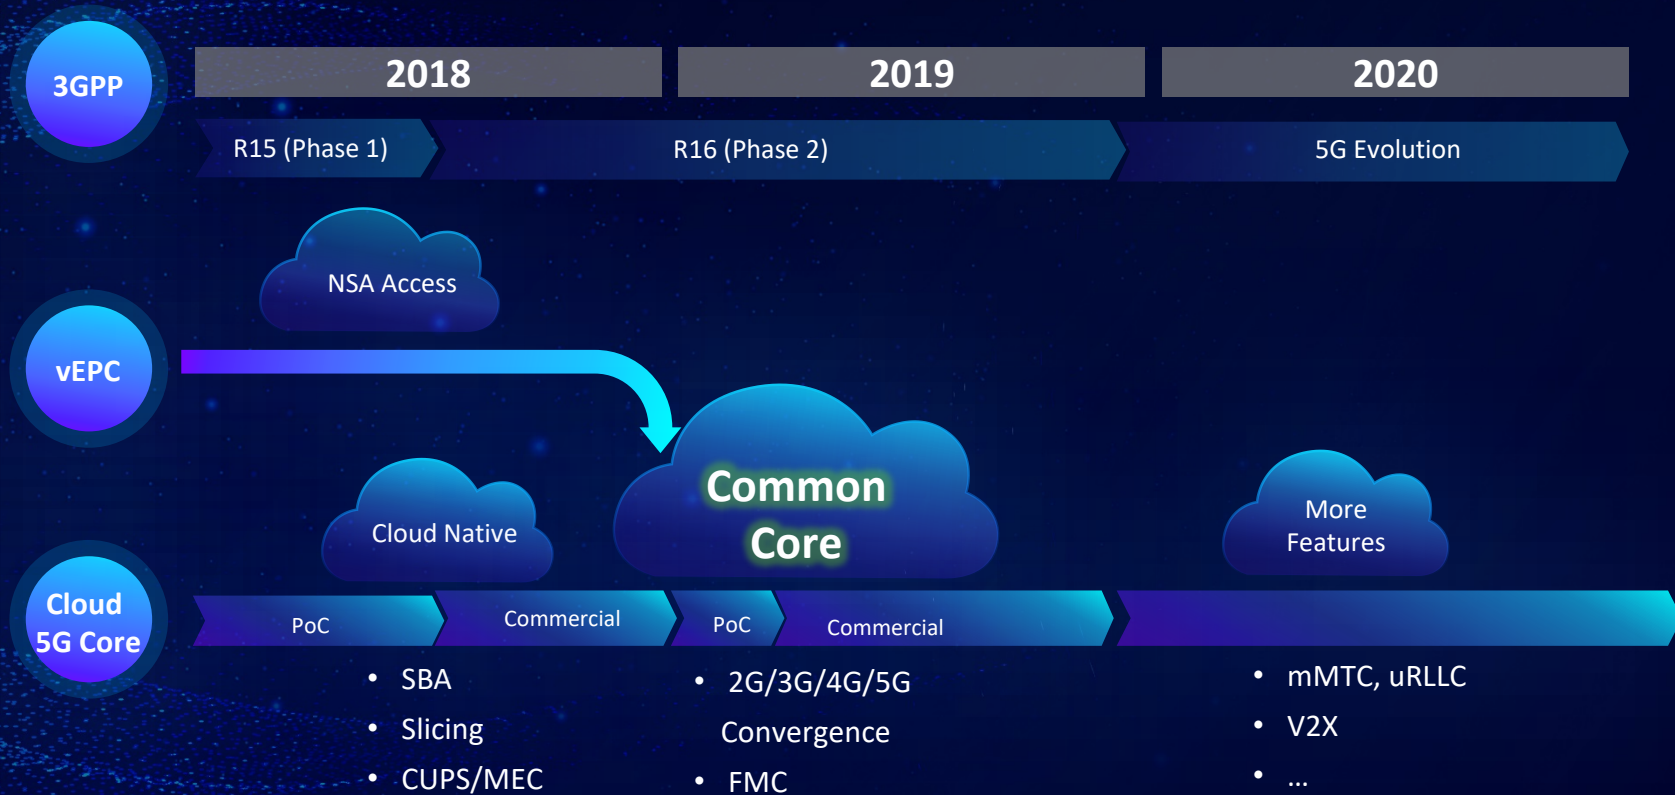 3GPP
2018
2019
2020
R15 (Phase 1)
R16 (Phase 2)
5G Evolution
NSA Access
vEPC
Common
Core
Cloud Native
More
Features
Cloud
5G Core
PoC
Commercial
PoC
Commercial
• SBA
• Slicing
• CUPS/MEC
• 2G/3G/4G/5G
Convergence
• FMC
• mMTC, uRLLC
• V2X
• ...